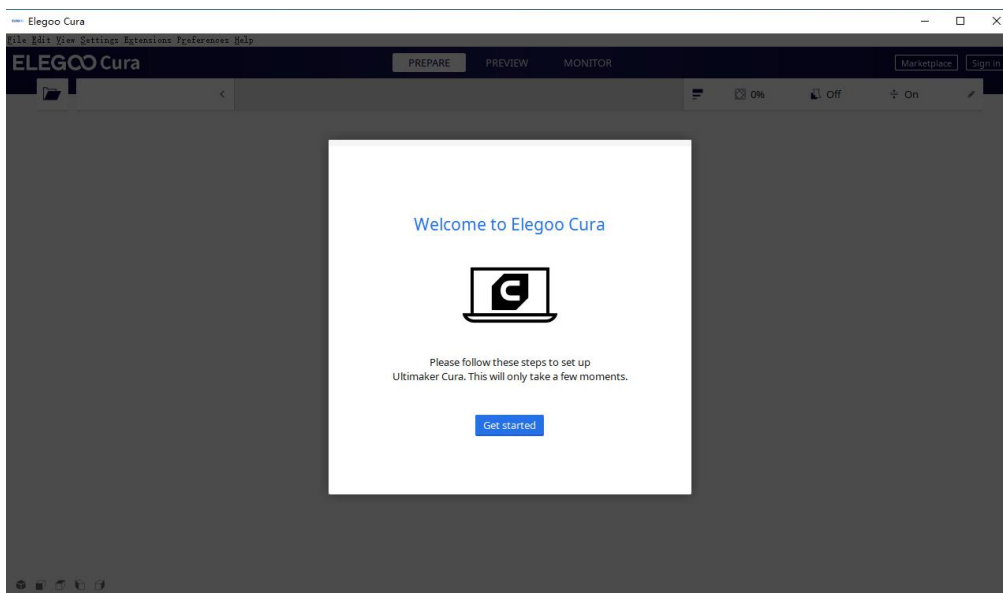 Elegoo Cura
File Edit View Settings Extensions Preferences Help
ELEGOO Cura
PREPARE PREVIEW MONITOR
Marketplace Sign in
0% Off On
Welcome to Elegoo Cura
Please follow these steps to set up
Ultimaker Cura. This will only take a few moments.
Get started